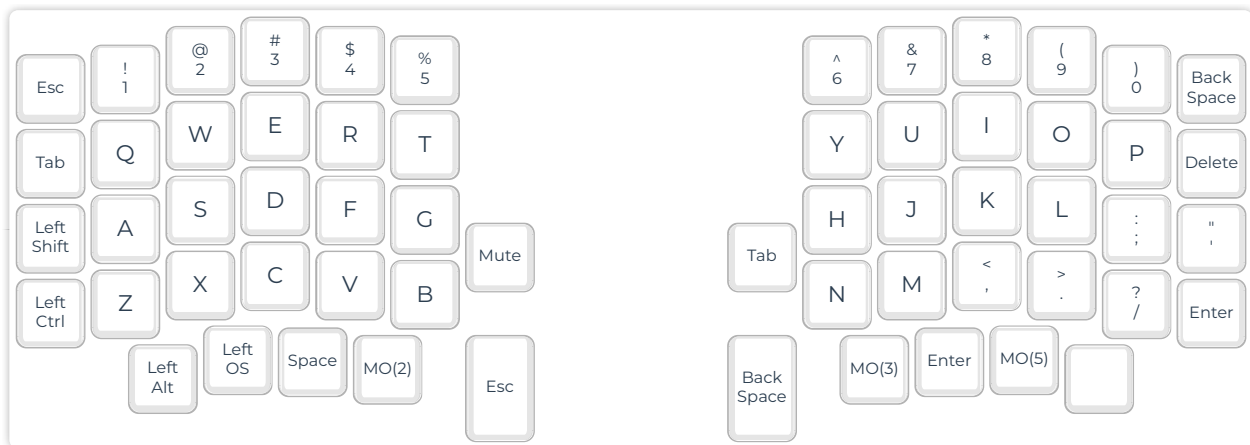 Esc
!
1
@
2
#
3
$
4
%
5
^
6
&
7
*
8
(
9
)
0
Back
Space
Tab
Q
W
E
R
T
Y
U
I
O
P
Delete
Left
Shift
A
S
D
F
G
Mute
Tab
H
J
K
L
:
;
"
'
Left
Ctrl
Z
X
C
V
B
N
M
<
,
>
.
?
/
Enter
Left
Alt
Left
OS
Space
MO(2)
Esc
Back
Space
MO(3)
Enter
MO(5)